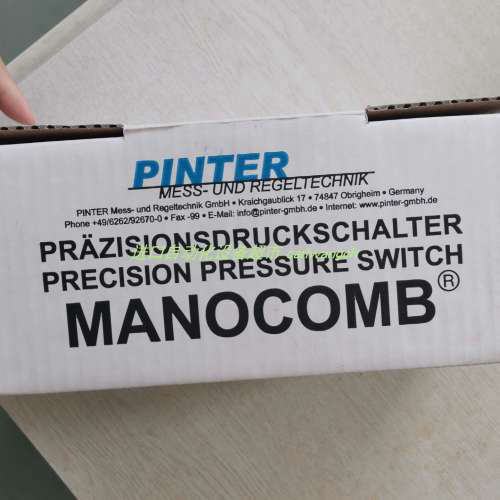 PINTER
MESS- UND REGELTECHNIK
PINTER Mess- und Regeltechnik GmbH • Kraichgaublick 17 • 74847 Obrigheim • Germany
Phone +49/6262/92670-0 • Fax -99 • E-Mail: info@pinter-gmbh.de • Internet: www.pinter-gmbh.de
PRÄZISIONSDRUCKSCHALTER
PRECISION PRESSURE SWITCH
MANOCOMB®